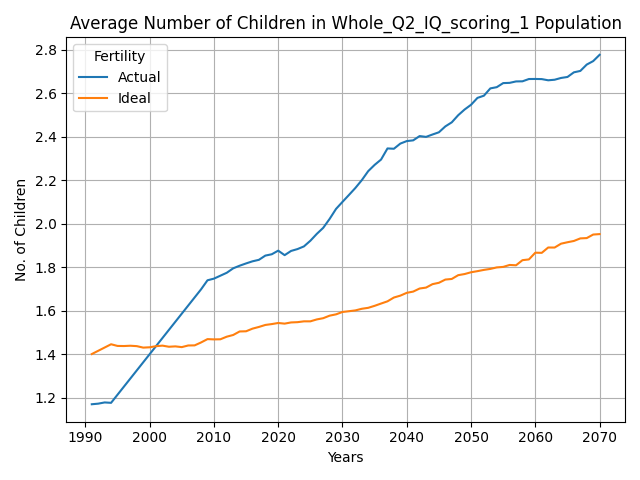 Average Number of Children in Whole_Q2_IQ_scoring_1 Population
Fertility
Actual
Ideal
No. of Children
2.8
2.6
2.4
2.2
2.0
1.8
1.6
1.4
1.2
1990 2000 2010 2020 2030 2040 2050 2060 2070
Years